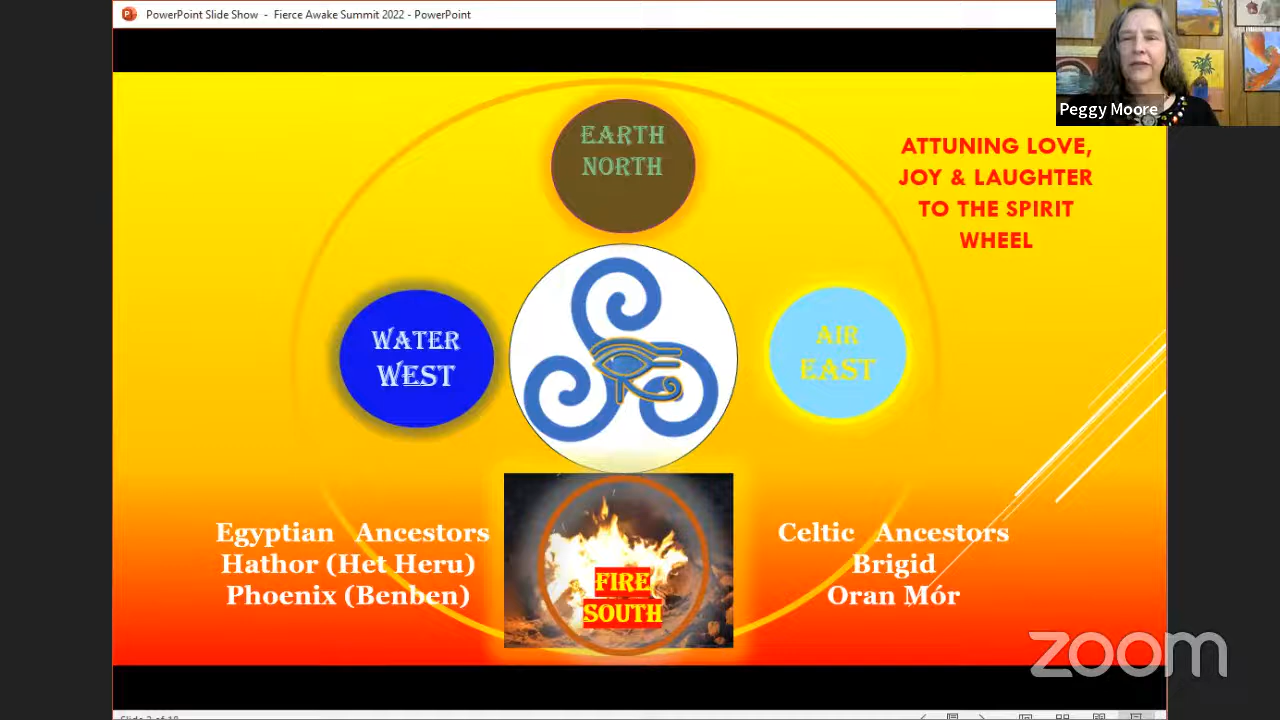 PowerPoint Slide Show - Fierce Awake Summit 2022 - PowerPoint
Peggy Moore
ATTUNING LOVE,
JOY & LAUGHTER
TO THE SPIRIT
WHEEL
EARTH
NORTH
WATER
WEST
AIR
EAST
FIRE
SOUTH
Egyptian Ancestors
Hathor (Het Heru)
Phoenix (Benben)
Celtic Ancestors
Brigid
Oran Mór
zoom